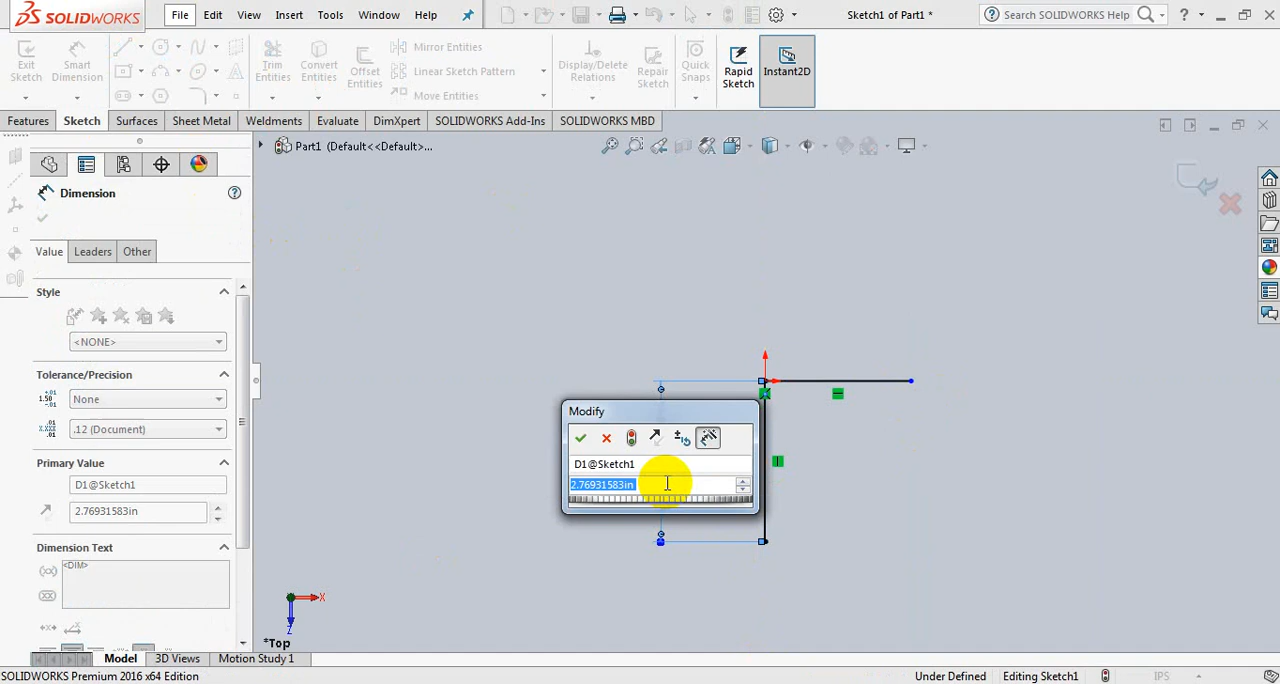 SOLIDWORKS
File Edit View Insert Tools Window Help
Sketch1 of Part1 *
Search SOLIDWORKS Help
Exit Sketch
Smart Dimension
Trim Entities
Convert Entities
Offset Entities
Mirror Entities
Linear Sketch Pattern
Move Entities
Display/Delete Relations
Repair Sketch
Quick Snaps
Rapid Sketch
Instant2D
Features Sketch Surfaces Sheet Metal Weldments Evaluate DimXpert SOLIDWORKS Add-Ins SOLIDWORKS MBD
Part1 (Default<<Default>...
Dimension
Value Leaders Other
Style
<NONE>
Tolerance/Precision
None
.12 (Document)
Primary Value
D1@Sketch1
2.76931583in
Dimension Text
<DIM>
Modify
D1@Sketch1
2.76931583in
X
Z
*Top
Model 3D Views Motion Study 1
SOLIDWORKS Premium 2016 x64 Edition
Under Defined Editing Sketch1 IPS